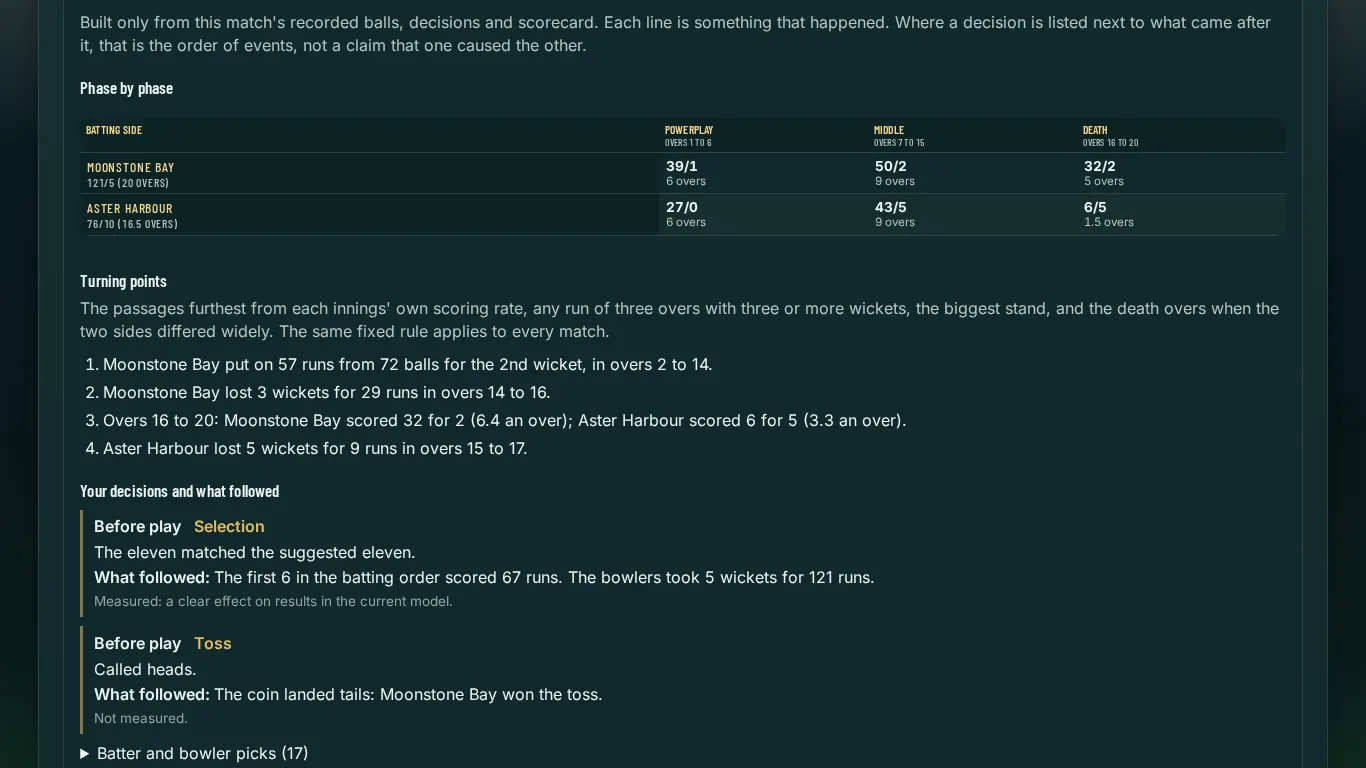 Built only from this match's recorded balls, decisions and scorecard. Each line is something that happened. Where a decision is listed next to what came after
it, that is the order of events, not a claim that one caused the other.
Phase by phase
BATTING SIDE POWERPLAY MIDDLE DEATH
OVERS 1 TO 6 OVERS 7 TO 15 OVERS 16 TO 20
MOONSTONE BAY 39/1 50/2 32/2
121/5 (20 OVERS) 6 overs 9 overs 5 overs
ASTER HARBOUR 27/0 43/5 6/5
76/10 (16.5 OVERS) 6 overs 9 overs 1.5 overs
Turning points
The passages furthest from each innings' own scoring rate, any run of three overs with three or more wickets, the biggest stand, and the death overs when the
two sides differed widely. The same fixed rule applies to every match.
1. Moonstone Bay put on 57 runs from 72 balls for the 2nd wicket, in overs 2 to 14.
2. Moonstone Bay lost 3 wickets for 29 runs in overs 14 to 16.
3. Overs 16 to 20: Moonstone Bay scored 32 for 2 (6.4 an over); Aster Harbour scored 6 for 5 (3.3 an over).
4. Aster Harbour lost 5 wickets for 9 runs in overs 15 to 17.
Your decisions and what followed
Before play Selection
The eleven matched the suggested eleven.
What followed: The first 6 in the batting order scored 67 runs. The bowlers took 5 wickets for 121 runs.
Measured: a clear effect on results in the current model.
Before play Toss
Called heads.
What followed: The coin landed tails: Moonstone Bay won the toss.
Not measured.
▶ Batter and bowler picks (17)